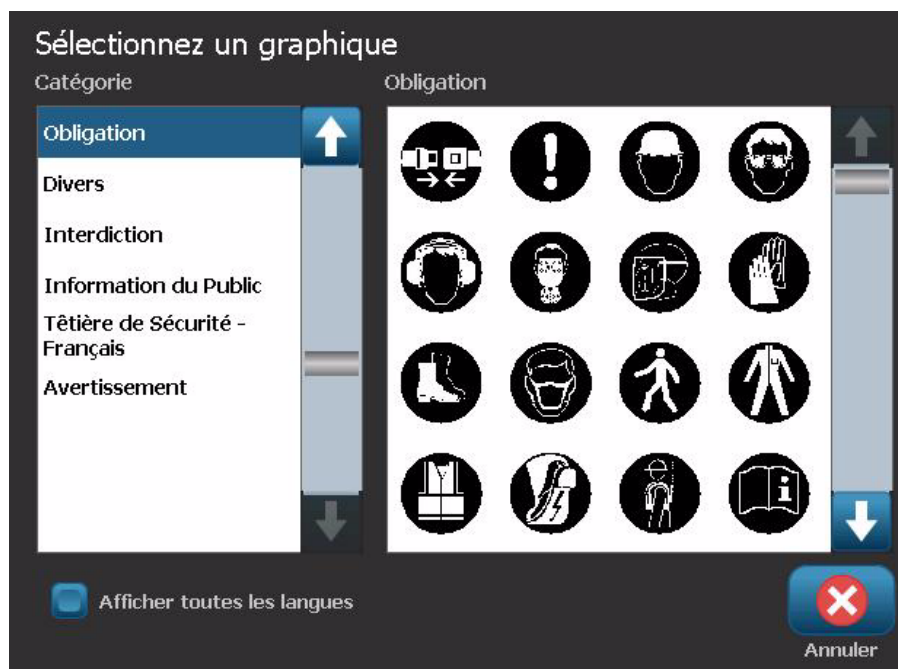 Sélectionnez un graphique
Catégorie
Obligation
Obligation
Divers
Interdiction
Information du Public
Têtière de Sécurité -
Français
Avertissement
Afficher toutes les langues
Annuler